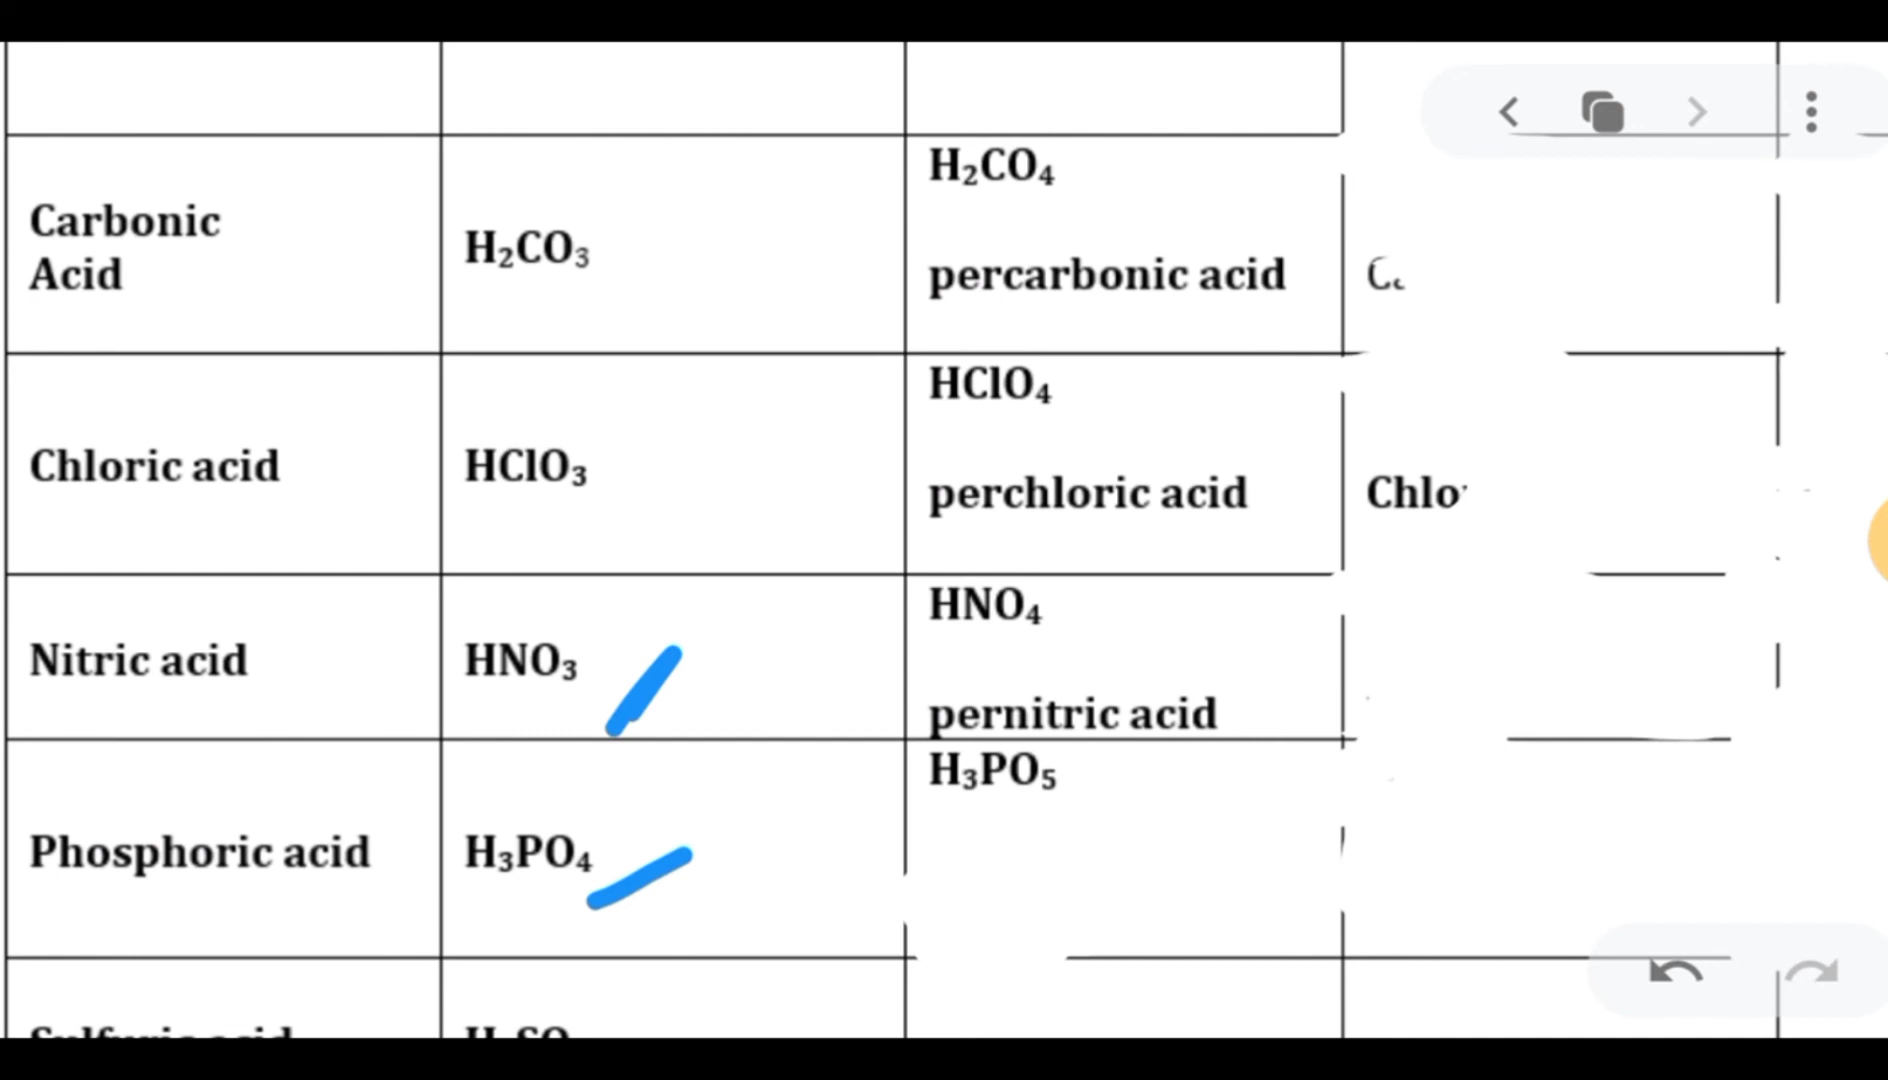 H₂CO₄
Carbonic
Acid
H₂CO₃
percarbonic acid
HClO₄
Chloric acid
HClO₃
perchloric acid
Chlo
HNO₄
Nitric acid
HNO₃
pernitric acid
H₃PO₅
Phosphoric acid
H₃PO₄